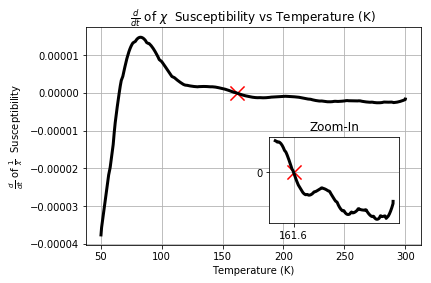 d/dt of χ Susceptibility vs Temperature (K)
0.00001
0.00000
−0.00001
−0.00002
−0.00003
−0.00004
d/dt of 1/χ Susceptibility
Zoom-In
0
161.6
50 100 150 200 250 300
Temperature (K)